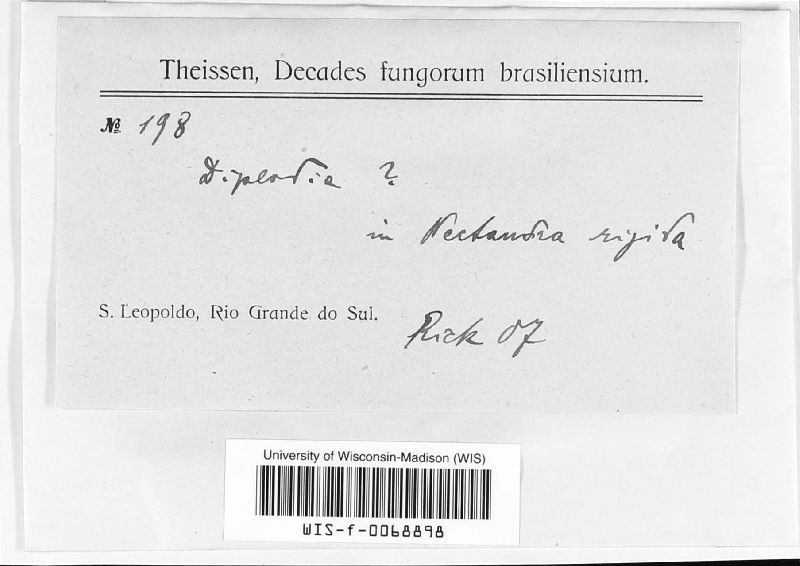 Theissen, Decades fungorum brasiliensium.
№ 198
Diplodia ?
in Nectandra rigida
S. Leopoldo, Rio Grande do Sul.
Rick 07
University of Wisconsin-Madison (WIS)
WIS-f-0068898